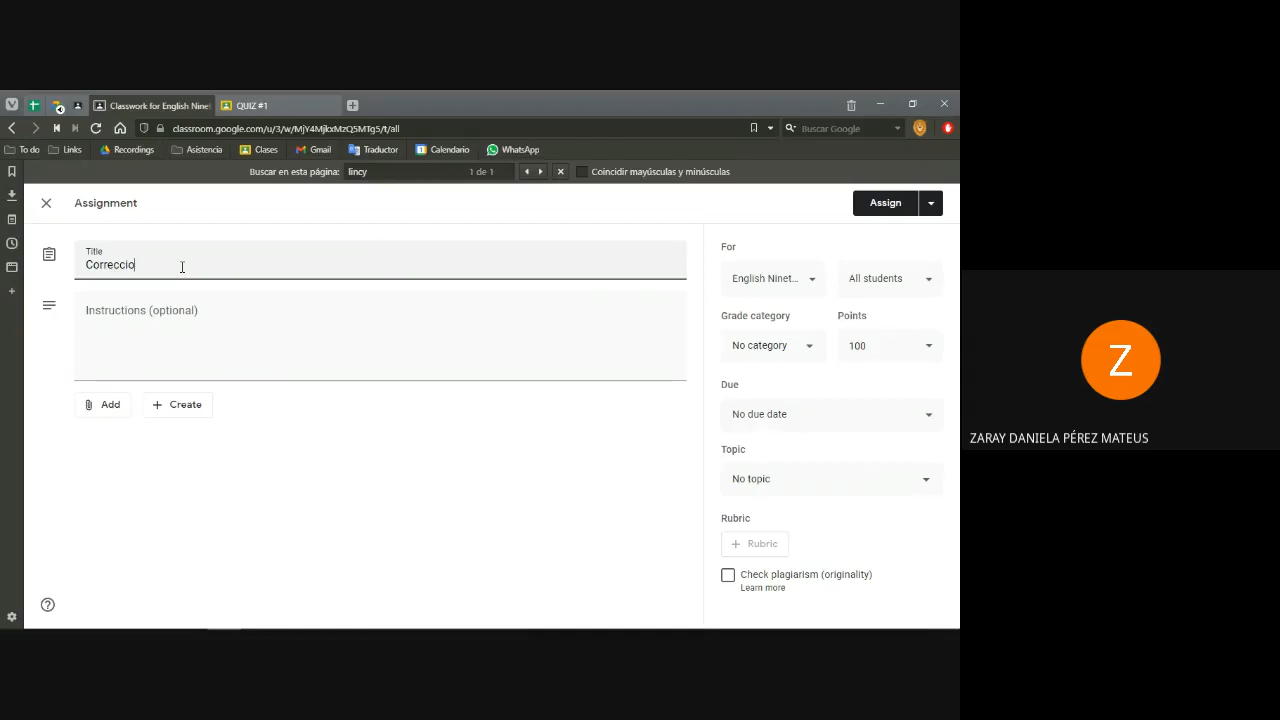 Classwork for English Ninet
QUIZ #1
classroom.google.com/u/3/w/MjY4MjkxMzQ5MTg5/t/all
Buscar Google
To do
Links
Recordings
Asistencia
Clases
Gmail
Traductor
Calendario
WhatsApp
Buscar en esta página:
lincy
1 de 1
Coincidir mayúsculas y minúsculas
Assignment
Assign
Title
Correccio
Instructions (optional)
Add
Create
For
English Ninet...
All students
Grade category
Points
No category
100
Due
No due date
Topic
No topic
Rubric
+ Rubric
Check plagiarism (originality)
Learn more
Z
ZARAY DANIELA PÉREZ MATEUS